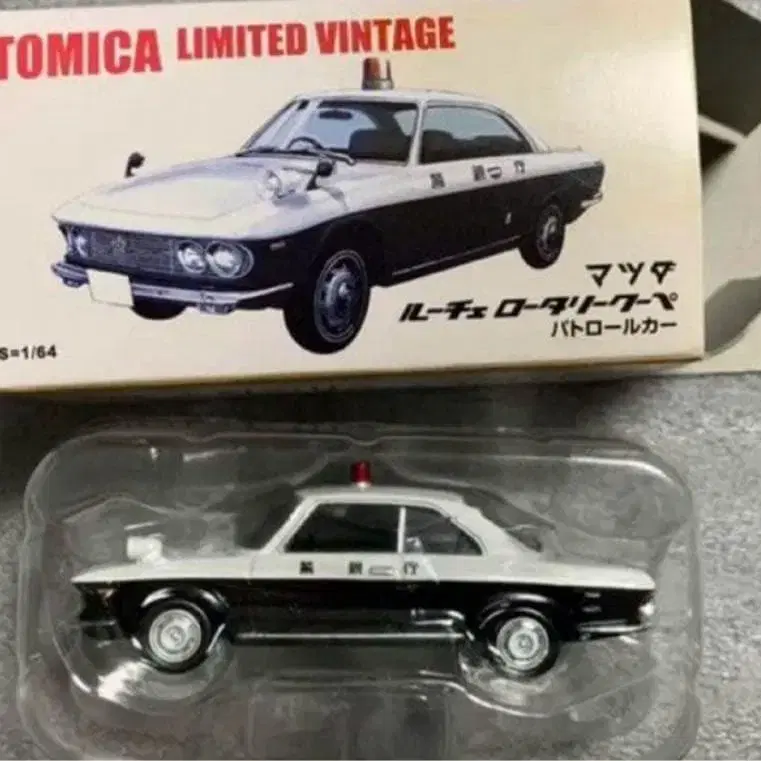 TOMICA LIMITED VINTAGE
マツダ
ルーチェ ロータリークーペ
パトロールカー
S=1/64